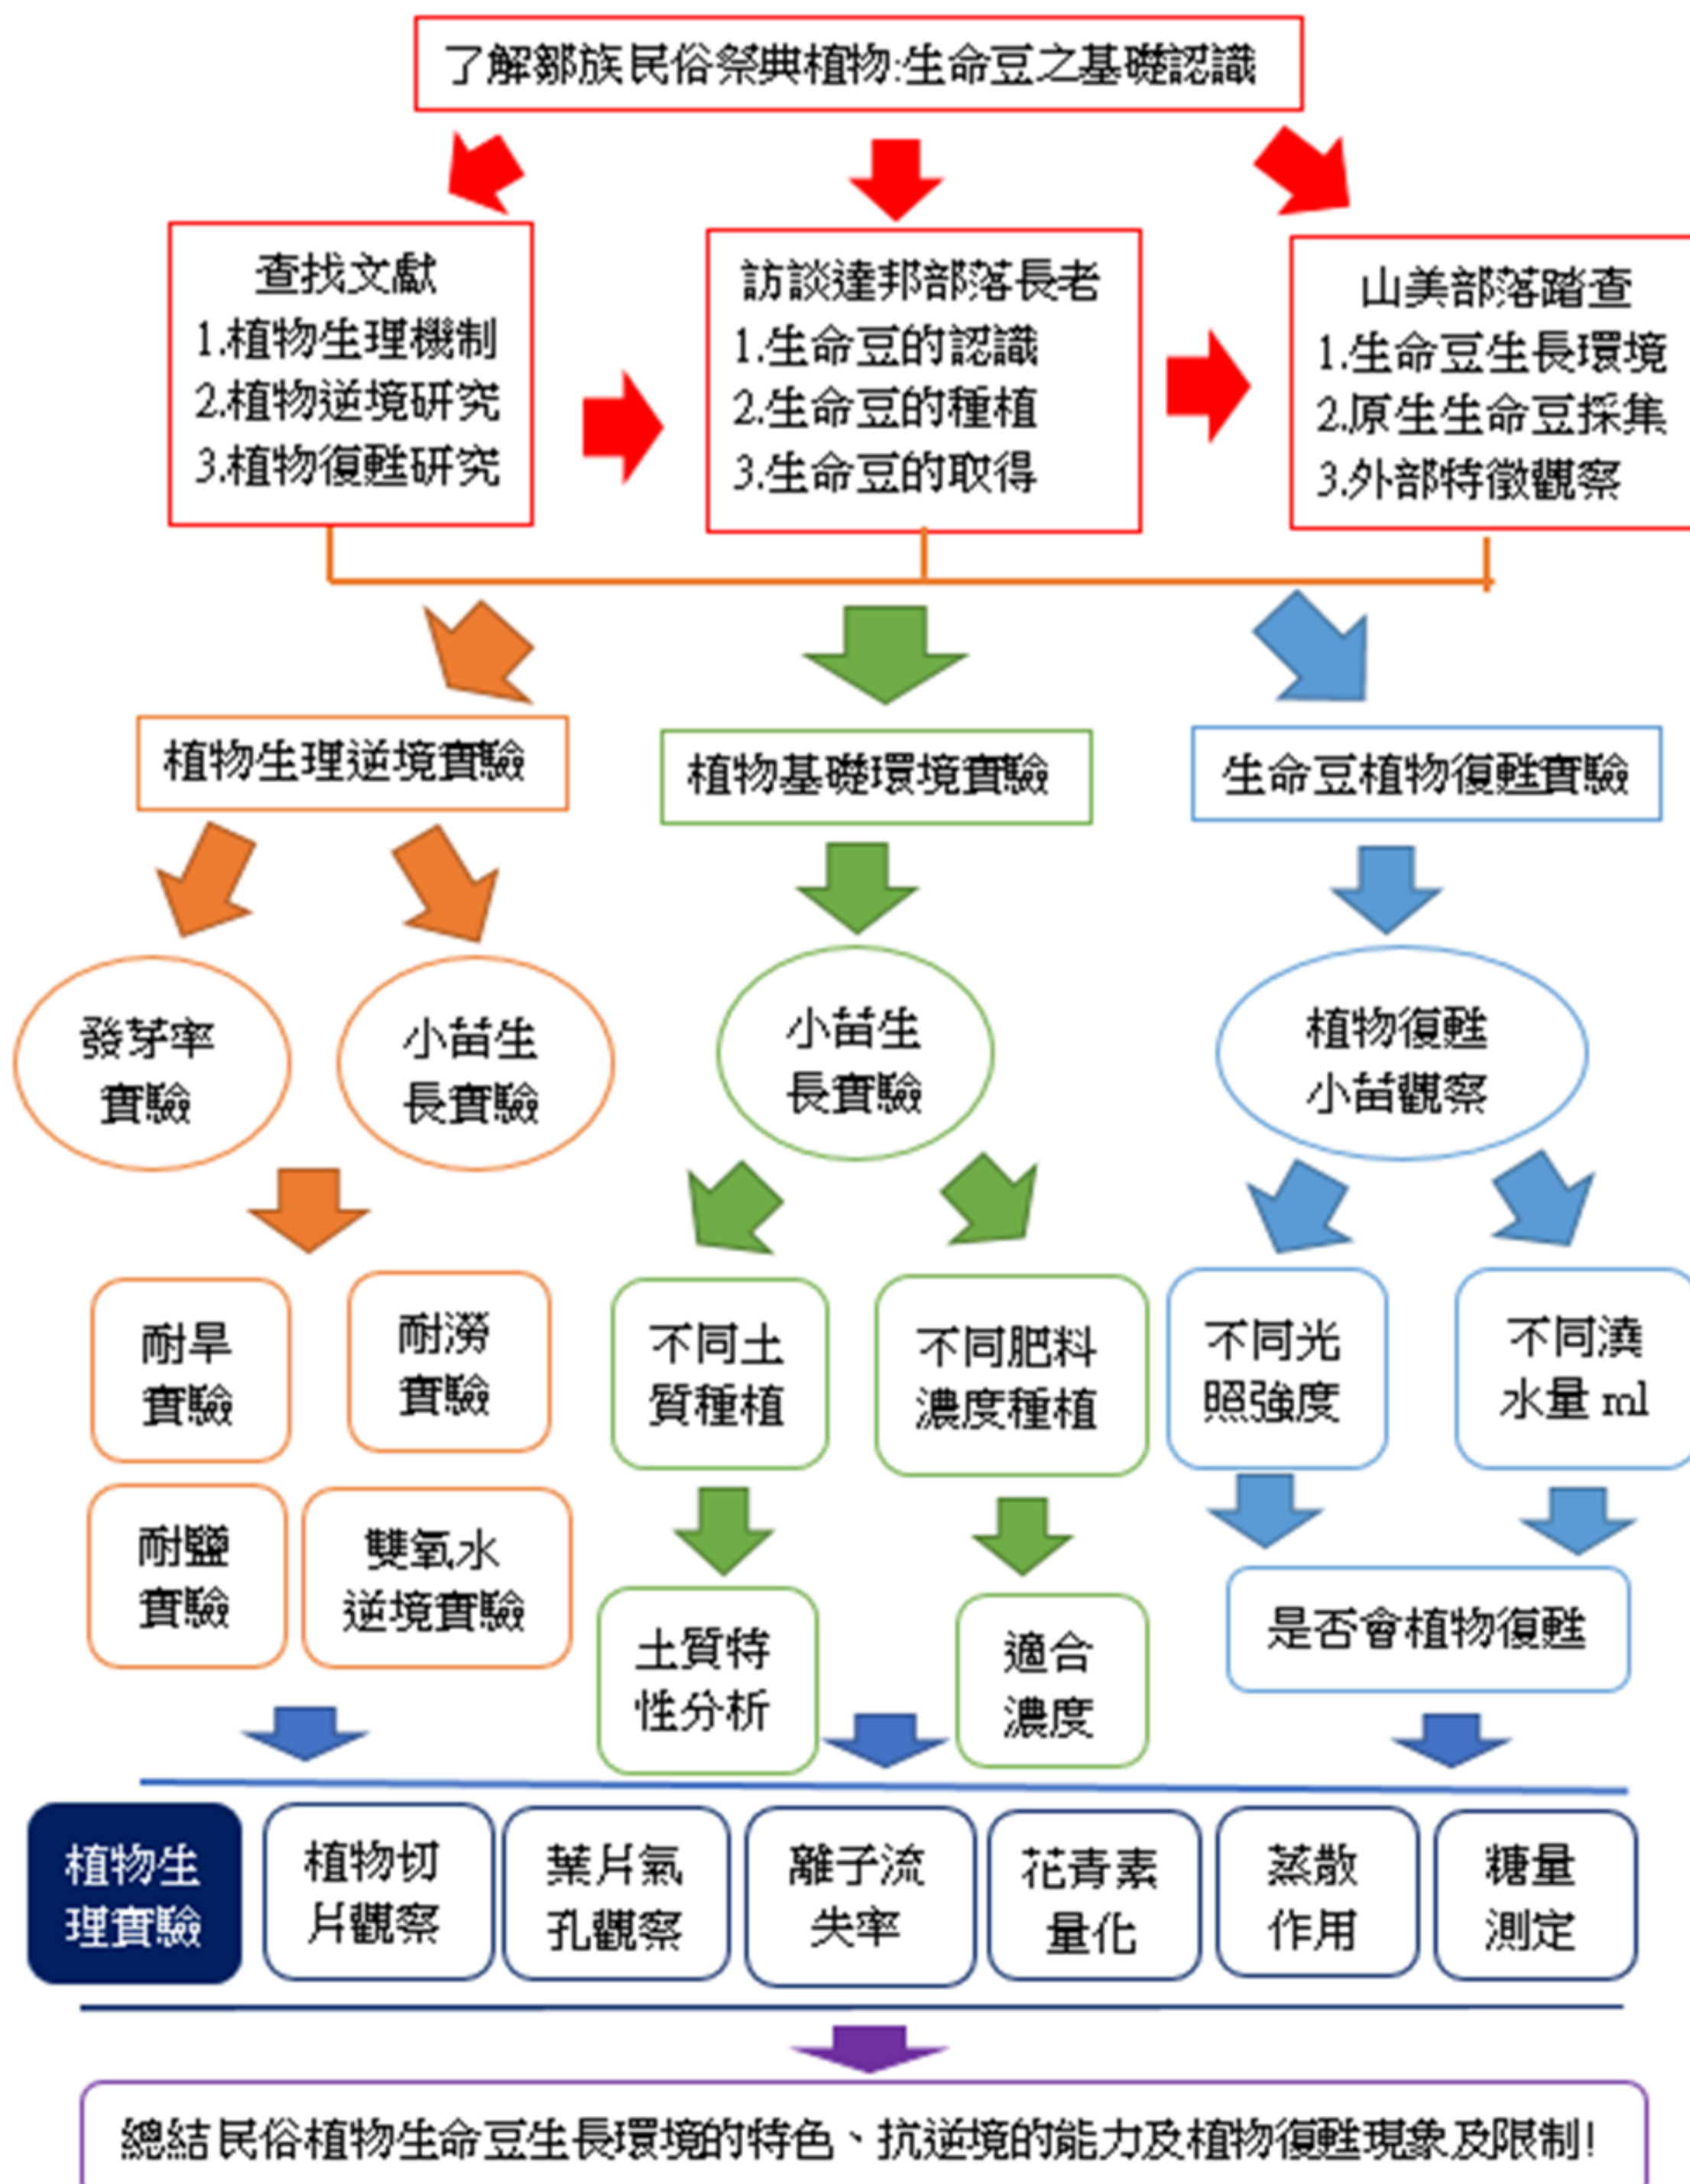 了解鄒族民俗祭典植物:生命豆之基礎認識
查找文獻
1.植物生理機制
2.植物逆境研究
3.植物復甦研究
訪談達邦部落長老
1.生命豆的認識
2.生命豆的種植
3.生命豆的取得
山美部落踏查
1.生命豆生長環境
2.原生生命豆採集
3.外部特徵觀察
植物生理逆境實驗
植物基礎環境實驗
生命豆植物復甦實驗
發芽率
實驗
小苗生
長實驗
小苗生
長實驗
植物復甦
小苗觀察
耐旱
實驗
耐澇
實驗
耐鹽
實驗
雙氧水
逆境實驗
不同土
質種植
不同肥料
濃度種植
土質特
性分析
適合
濃度
不同光
照強度
不同澆
水量 ml
是否會植物復甦
植物生
理實驗
植物切
片觀察
葉片氣
孔觀察
離子流
失率
花青素
量化
蒸散
作用
糖量
測定
總結民俗植物生命豆生長環境的特色、抗逆境的能力及植物復甦現象及限制!